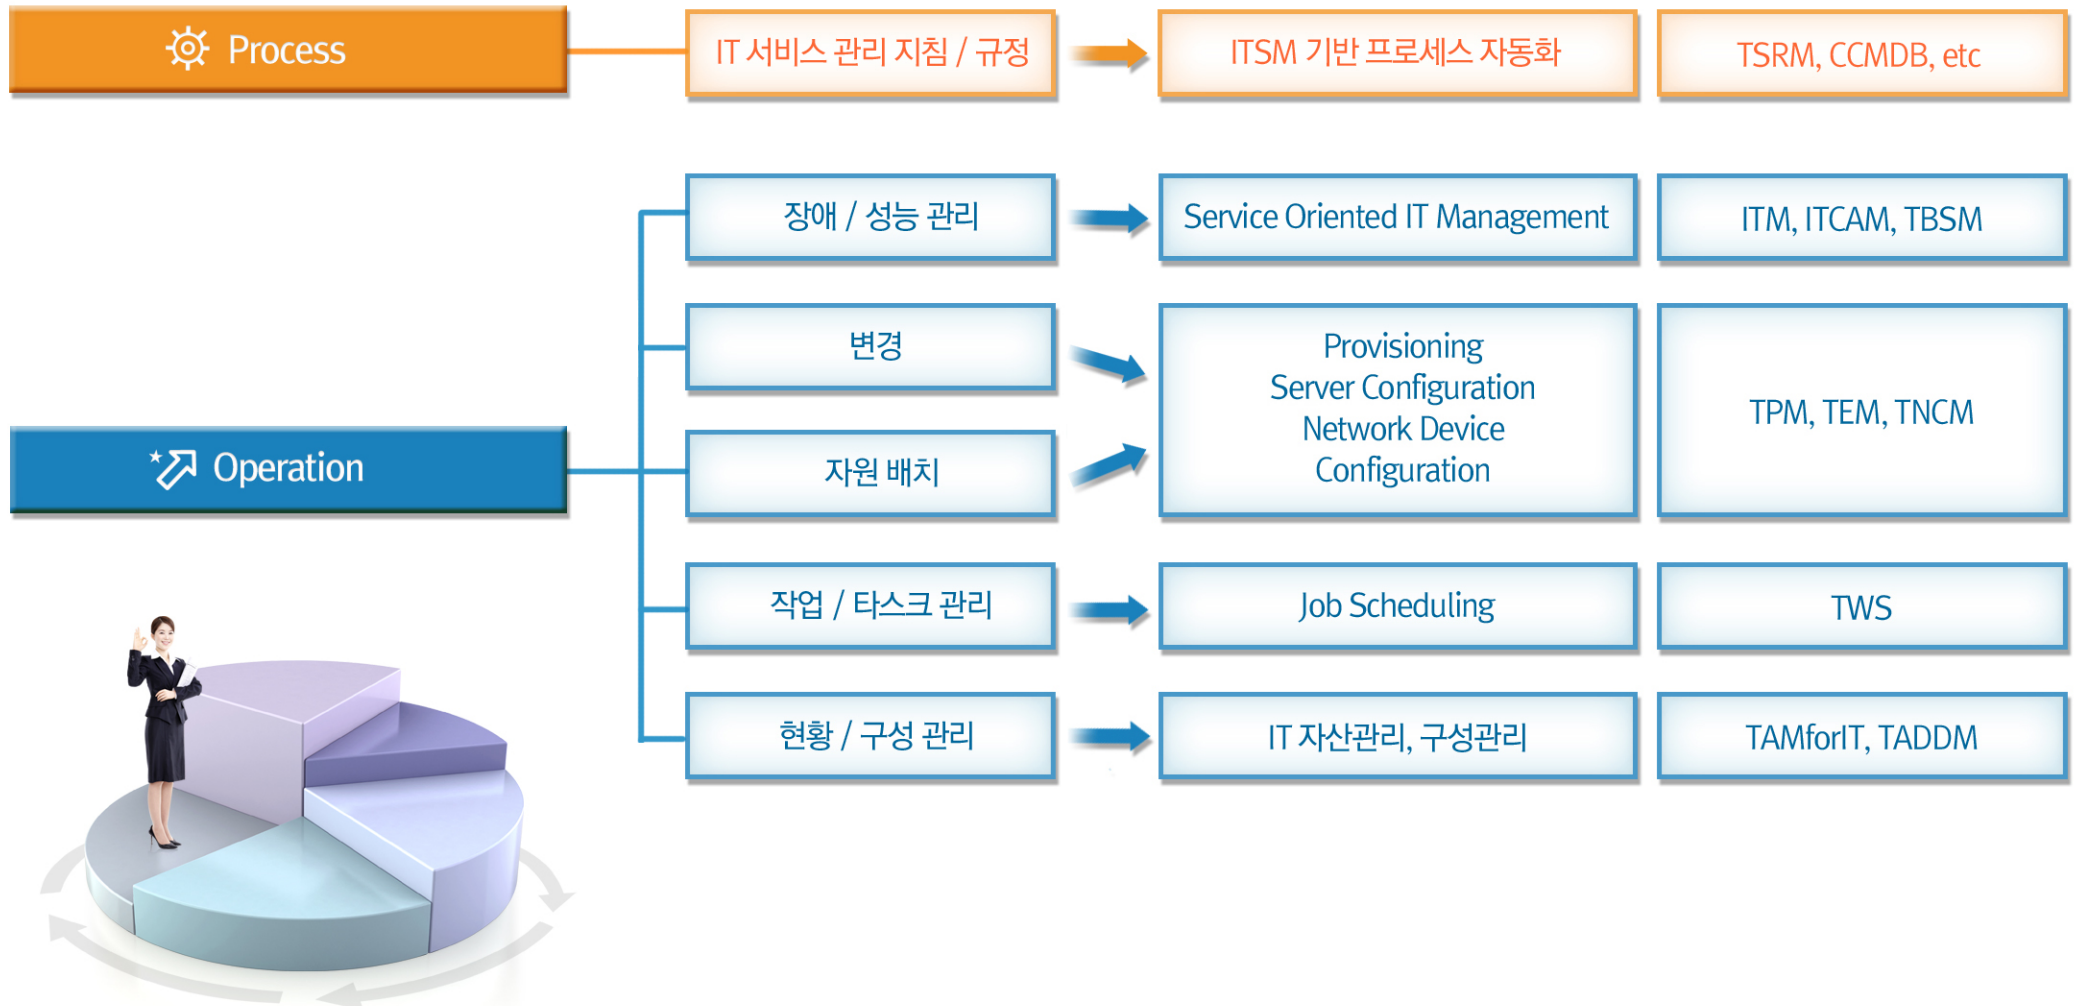 Process
IT 서비스 관리 지침 / 규정
ITSM 기반 프로세스 자동화
TSRM, CCMDB, etc
장애 / 성능 관리
Service Oriented IT Management
ITM, ITCAM, TBSM
변경
Provisioning
Server Configuration
Network Device
Configuration
TPM, TEM, TNCM
Operation
자원 배치
작업 / 타스크 관리
Job Scheduling
TWS
현황 / 구성 관리
IT 자산관리, 구성관리
TAMforIT, TADDM